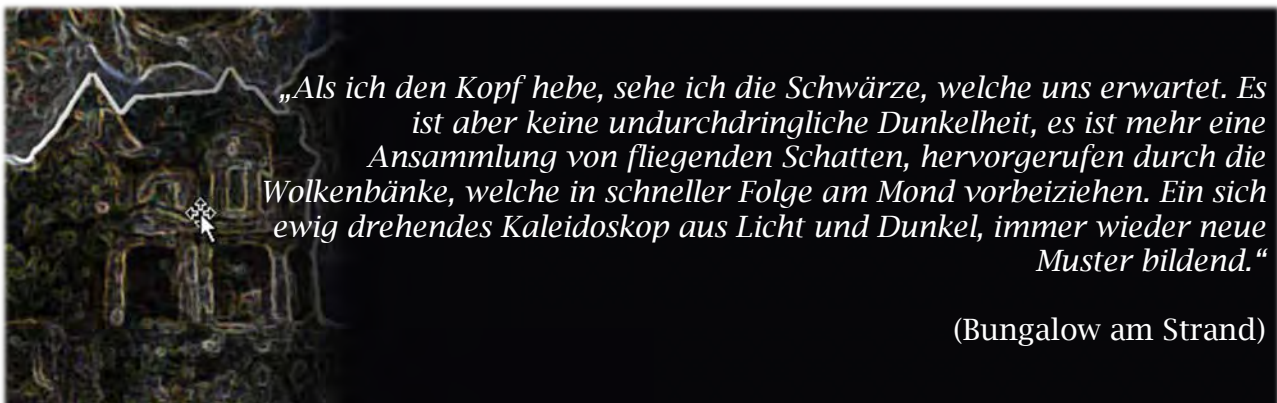 „Als ich den Kopf hebe, sehe ich die Schwärze, welche uns erwartet. Es
ist aber keine undurchdringliche Dunkelheit, es ist mehr eine
Ansammlung von fliegenden Schatten, hervorgerufen durch die
Wolkenbänke, welche in schneller Folge am Mond vorbeiziehen. Ein sich
ewig drehendes Kaleidoskop aus Licht und Dunkel, immer wieder neue
Muster bildend.“
(Bungalow am Strand)